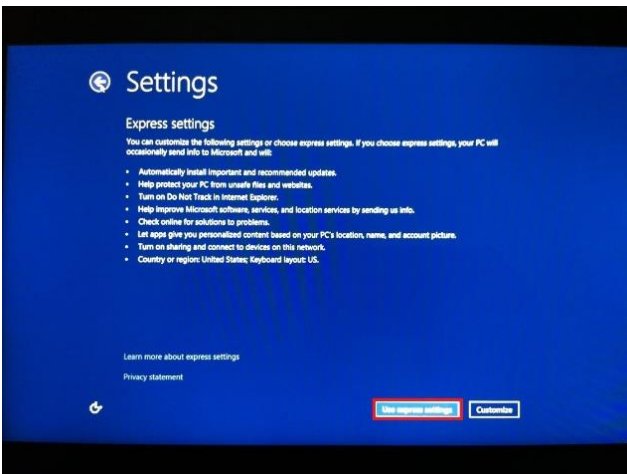 Settings
Express settings
You can customize the following settings or choose express settings. If you choose express settings, your PC will
occasionally send info to Microsoft and will:
• Automatically install important and recommended updates.
• Help protect your PC from unsafe files and websites.
• Turn on Do Not Track in Internet Explorer.
• Help improve Microsoft software, services, and location services by sending us info.
• Check online for solutions to problems.
• Let apps give you personalized content based on your PC's location, name, and account picture.
• Turn on sharing and connect to devices on this network.
• Country or region: United States; Keyboard layout: US.
Learn more about express settings
Privacy statement
Use express settings Customize